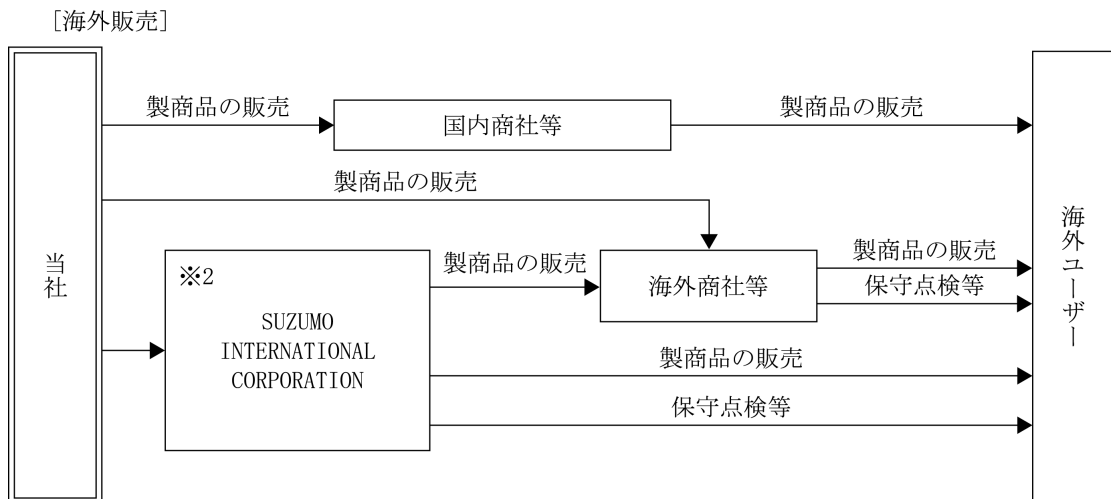 ［海外販売］
製商品の販売
国内商社等
製商品の販売
製商品の販売
当社
※2
SUZUMO
INTERNATIONAL
CORPORATION
製商品の販売
海外商社等
製商品の販売
保守点検等
製商品の販売
保守点検等
海外ユーザー